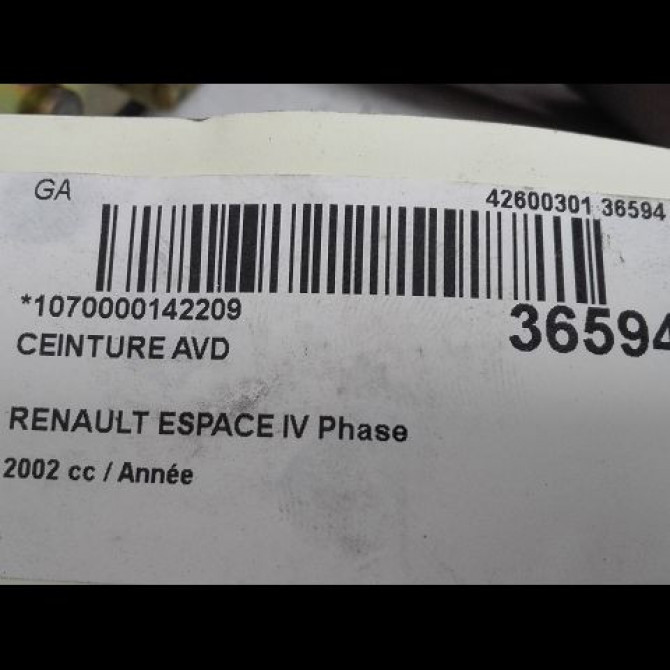 GA
42600301 36594
*1070000142209
36594
CEINTURE AVD
RENAULT ESPACE IV Phase
2002 cc / Année